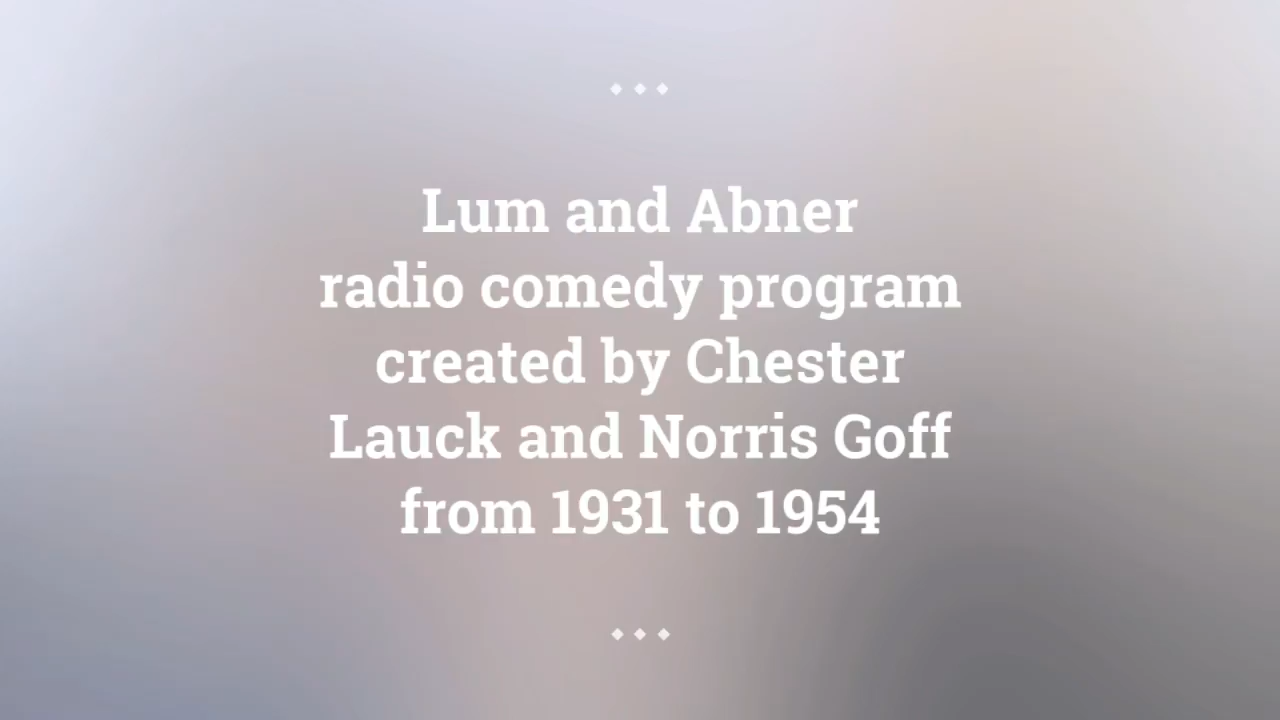 Lum and Abner
radio comedy program
created by Chester
Lauck and Norris Goff
from 1931 to 1954